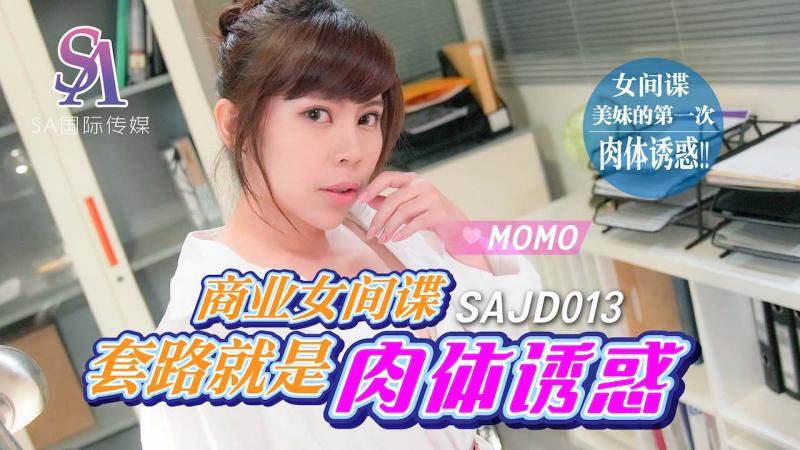 SA
SA国际传媒
女间谍
美妹的第一次
肉体诱惑!!
MOMO
商业女间谍 SAJD013
套路就是肉体诱惑